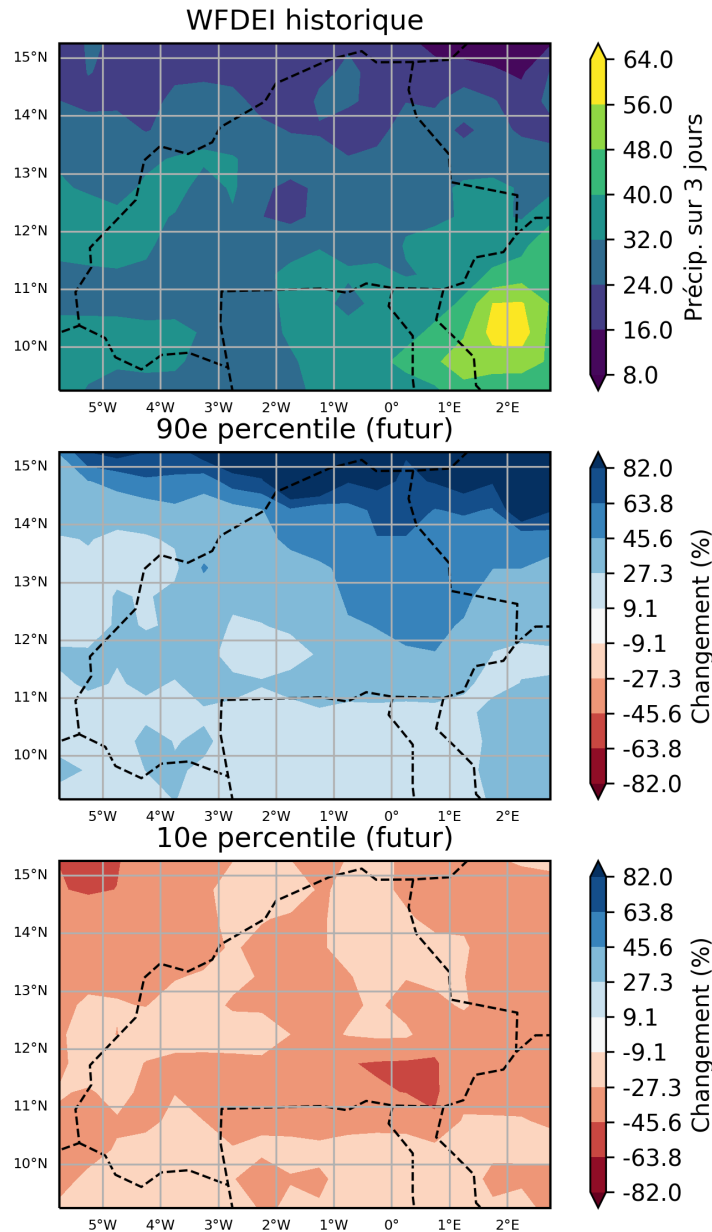 WFDEI historique
15°N
14°N
13°N
12°N
11°N
10°N
5°W 4°W 3°W 2°W 1°W 0° 1°E 2°E
64.0
56.0
48.0
40.0
32.0
24.0
16.0
8.0
Précip. sur 3 jours
90e percentile (futur)
15°N
14°N
13°N
12°N
11°N
10°N
5°W 4°W 3°W 2°W 1°W 0° 1°E 2°E
82.0
63.8
45.6
27.3
9.1
-9.1
-27.3
-45.6
-63.8
-82.0
Changement (%)
10e percentile (futur)
15°N
14°N
13°N
12°N
11°N
10°N
5°W 4°W 3°W 2°W 1°W 0° 1°E 2°E
82.0
63.8
45.6
27.3
9.1
-9.1
-27.3
-45.6
-63.8
-82.0
Changement (%)